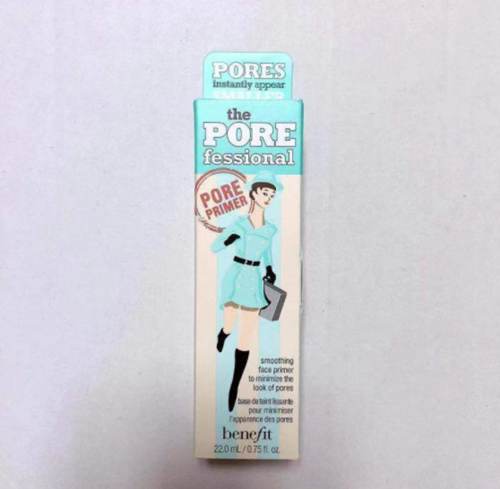 PORES
instantly appear
the
PORE
fessional
PORE
PRIMER
smoothing
face primer
to minimize the
look of pores
base de teint lissante
pour minimiser
l'apparence des pores
benefit
22.0 mL / 0.75 fl. oz.